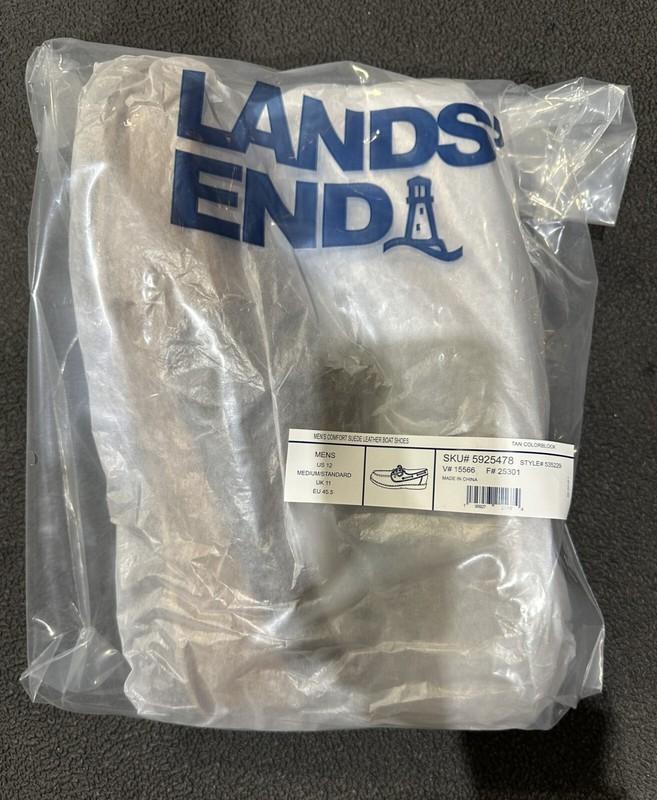 LANDS'
END
MEN'S COMFORT SUEDE LEATHER BOAT SHOES
TAN COLORBLOCK
MENS
US 12
MEDIUM/STANDARD
UK 11
EU 45.5
SKU# 5925478 STYLE# 535229
V# 15566 F# 25301
MADE IN CHINA